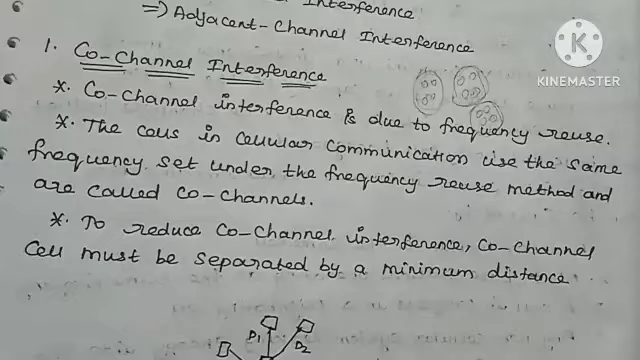 Interference
=> Adjacent-Channel Interference
1. Co-Channel Interference
* Co-Channel interference is due to frequency reuse.
* The cells in cellular communication use the same
frequency set under the frequency reuse method and
are called Co-channels.
* To reduce Co-Channel interference, Co-Channel
Cell must be separated by a minimum distance
D1
D2
KINEMASTER